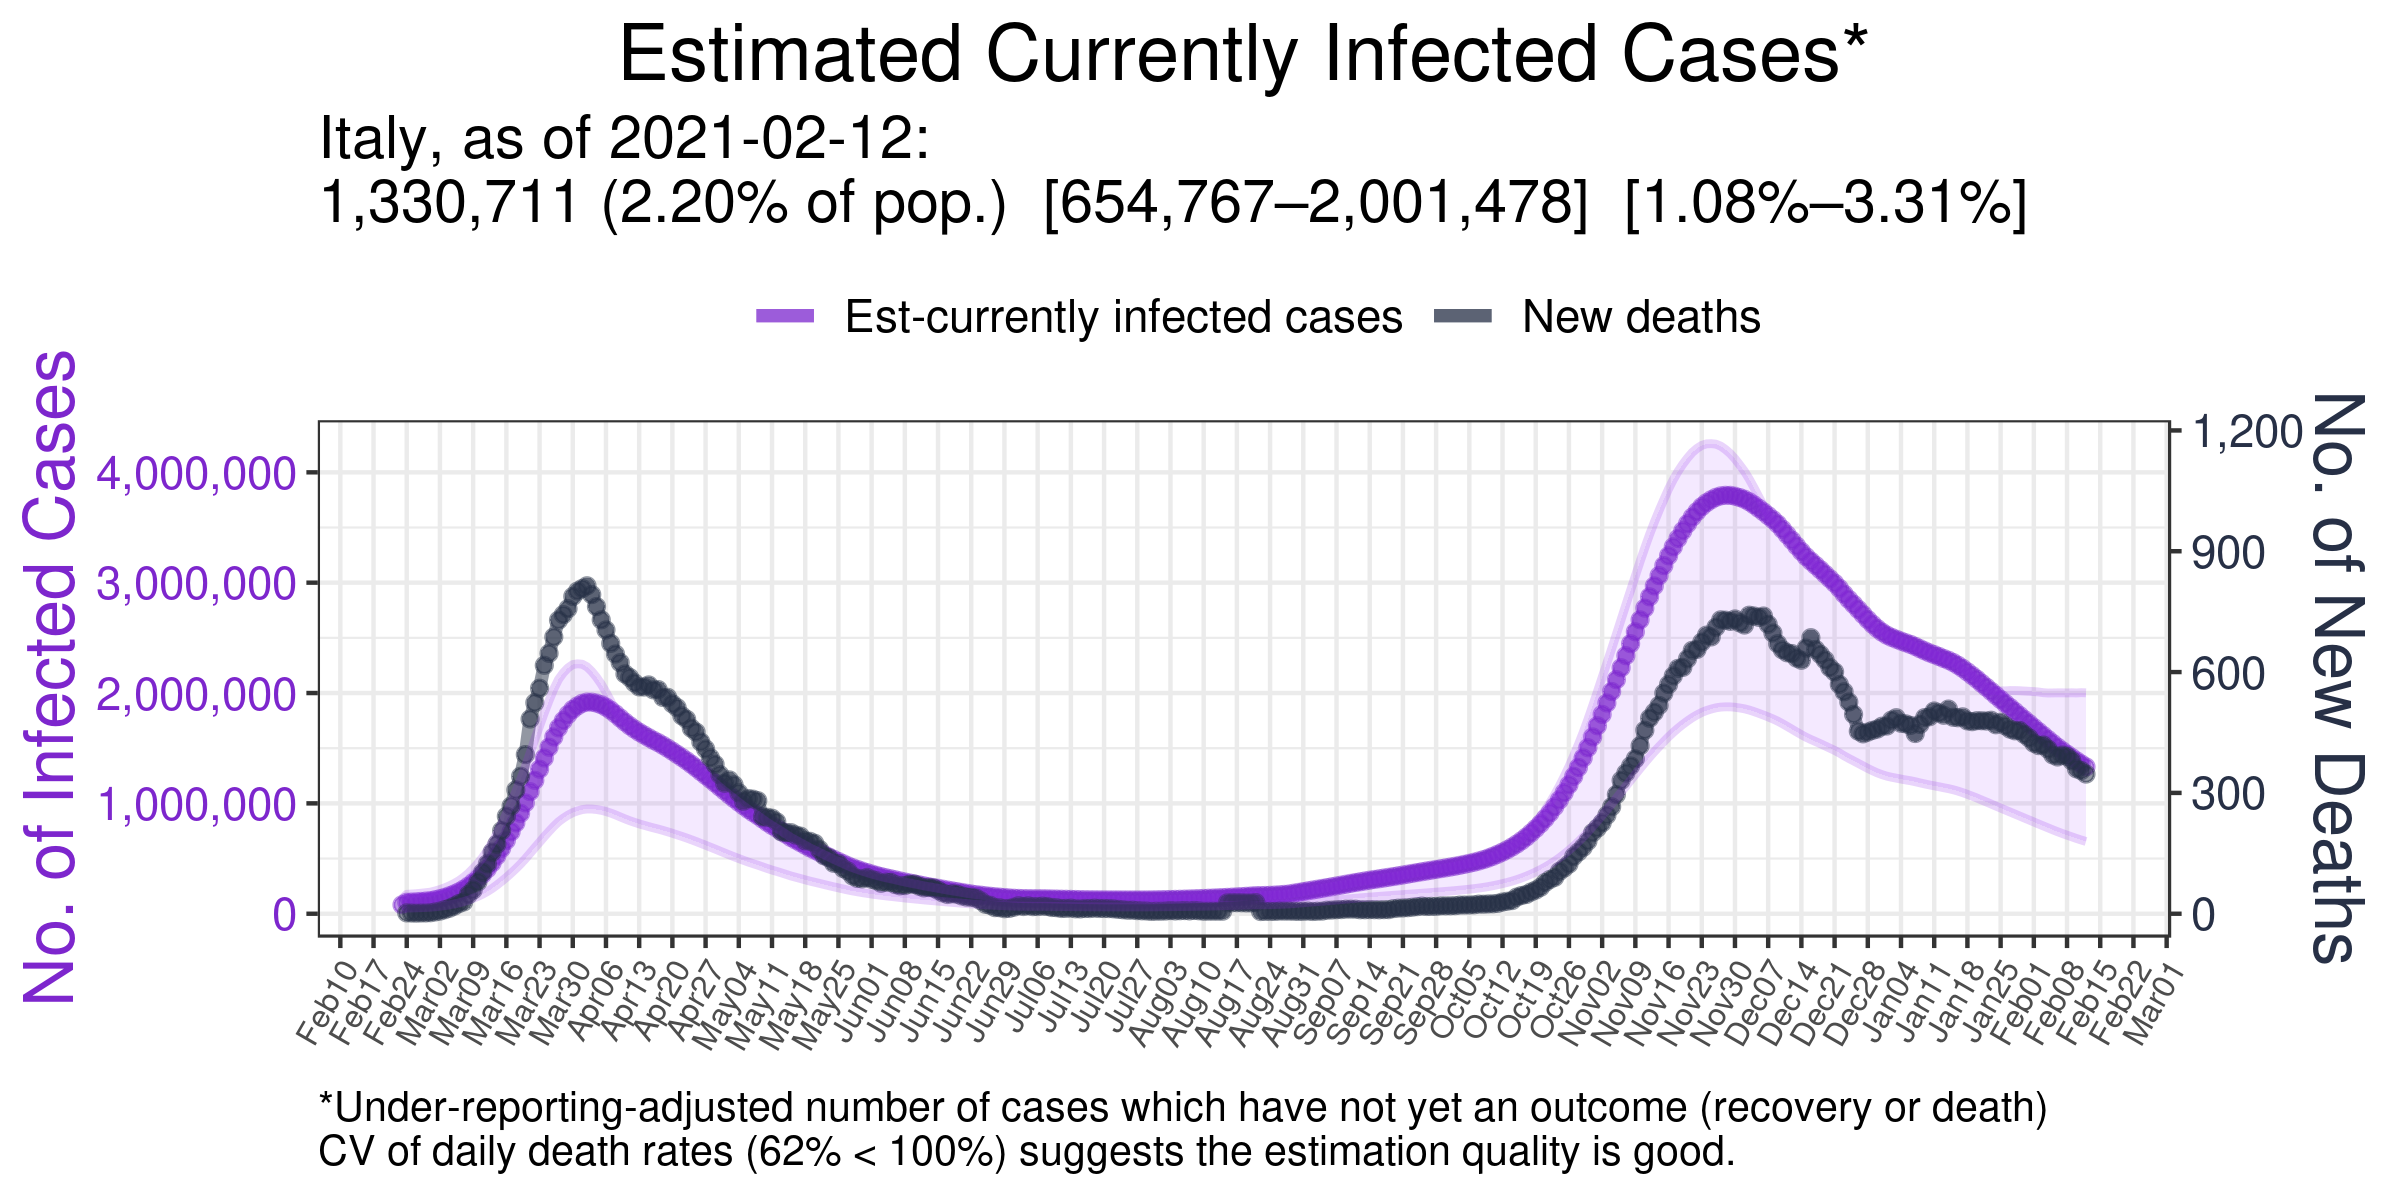 Estimated Currently Infected Cases*
Italy, as of 2021-02-12:
1,330,711 (2.20% of pop.) [654,767–2,001,478] [1.08%–3.31%]
Est-currently infected cases New deaths
No. of Infected Cases
4,000,000
3,000,000
2,000,000
1,000,000
0
1,200
900
600
300
0
No. of New Deaths
Feb10 Feb17 Feb24 Mar02 Mar09 Mar16 Mar23 Mar30 Apr06 Apr13 Apr20 Apr27 May04 May11 May18 May25 Jun01 Jun08 Jun15 Jun22 Jun29 Jul06 Jul13 Jul20 Jul27 Aug03 Aug10 Aug17 Aug24 Aug31 Sep07 Sep14 Sep21 Sep28 Oct05 Oct12 Oct19 Oct26 Nov02 Nov09 Nov16 Nov23 Nov30 Dec07 Dec14 Dec21 Dec28 Jan04 Jan11 Jan18 Jan25 Feb01 Feb08 Feb15 Feb22 Mar01
*Under-reporting-adjusted number of cases which have not yet an outcome (recovery or death)
CV of daily death rates (62% < 100%) suggests the estimation quality is good.